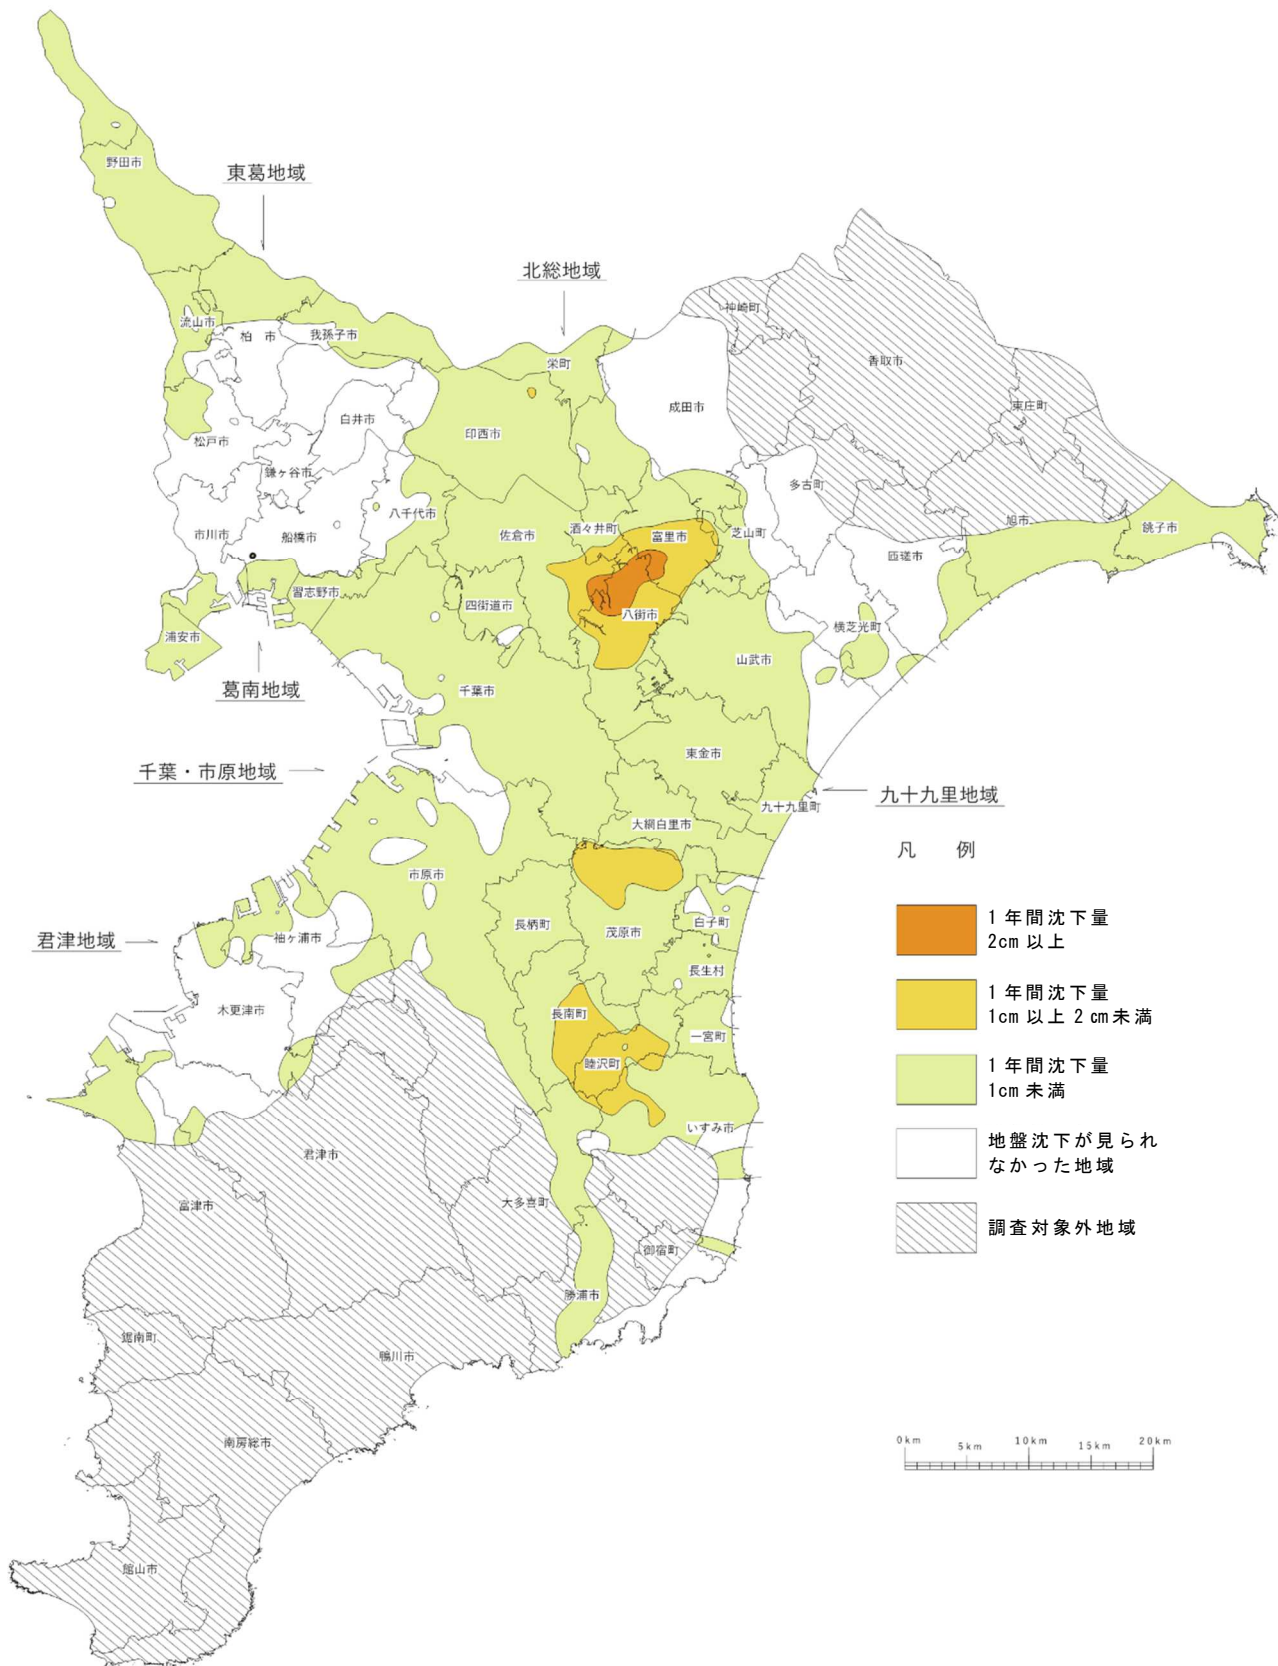 野田市
東葛地域
北総地域
神崎町
流山市
柏 市
我孫子市
栄町
香取市
成田市
東庄町
白井市
印西市
松戸市
鎌ヶ谷市
多古町
八千代市
市川市
船橋市
佐倉市
酒々井町
富里市
芝山町
旭市
銚子市
匝瑳市
習志野市
四街道市
八街市
横芝光町
浦安市
山武市
葛南地域
千葉市
東金市
千葉・市原地域
九十九里町
九十九里地域
大網白里市
凡 例
市原市
1年間沈下量
2cm以上
長柄町
茂原市
白子町
君津地域
袖ヶ浦市
長生村
1年間沈下量
1cm以上2cm未満
木更津市
長南町
一宮町
睦沢町
1年間沈下量
1cm未満
いすみ市
地盤沈下が見られ
なかった地域
君津市
富津市
大多喜町
調査対象外地域
御宿町
勝浦市
鋸南町
鴨川市
南房総市
0km
5km
10km
15km
20km
館山市